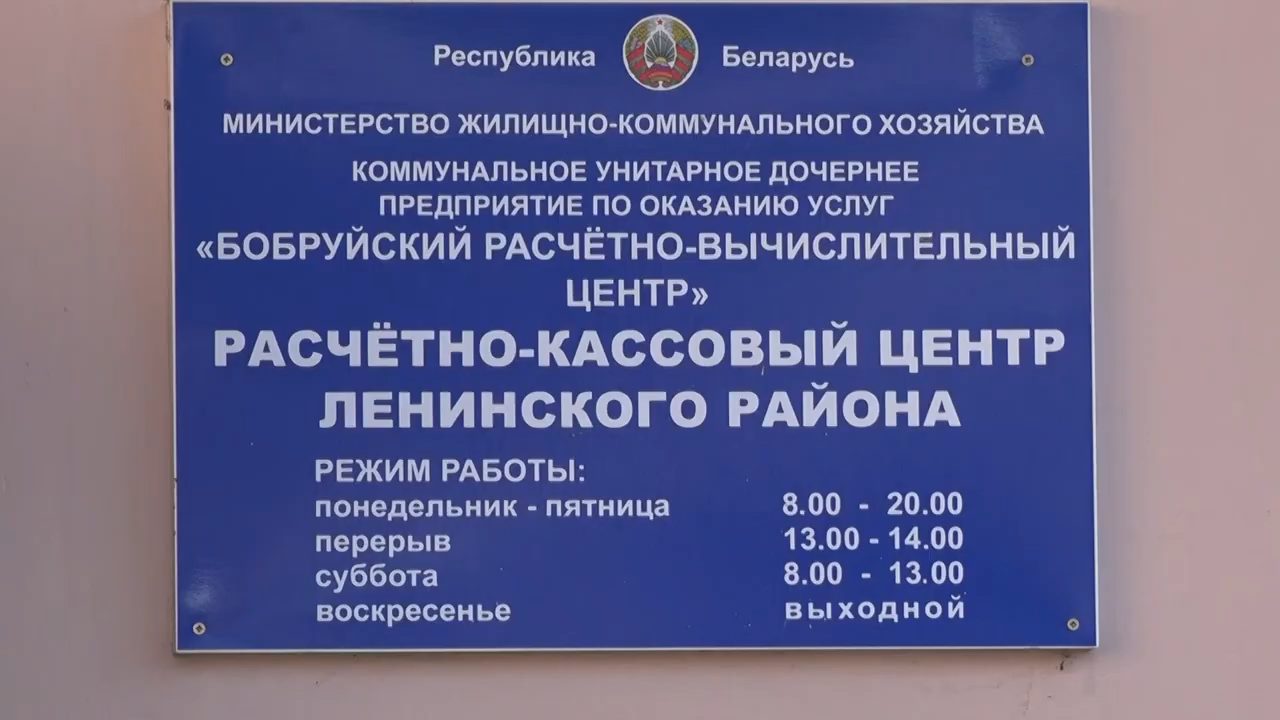 Республика Беларусь
МИНИСТЕРСТВО ЖИЛИЩНО-КОММУНАЛЬНОГО ХОЗЯЙСТВА
КОММУНАЛЬНОЕ УНИТАРНОЕ ДОЧЕРНЕЕ
ПРЕДПРИЯТИЕ ПО ОКАЗАНИЮ УСЛУГ
«БОБРУЙСКИЙ РАСЧЁТНО-ВЫЧИСЛИТЕЛЬНЫЙ
ЦЕНТР»
РАСЧЁТНО-КАССОВЫЙ ЦЕНТР
ЛЕНИНСКОГО РАЙОНА
РЕЖИМ РАБОТЫ:
понедельник - пятница 8.00 - 20.00
перерыв 13.00 - 14.00
суббота 8.00 - 13.00
воскресенье выходной